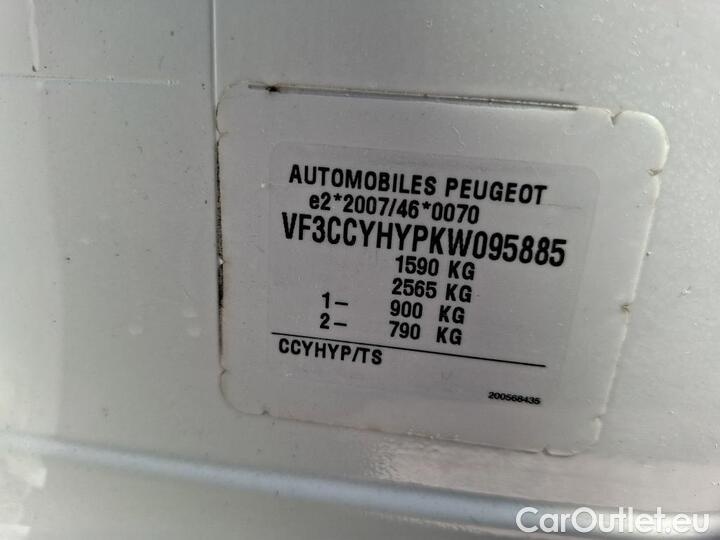 AUTOMOBILES PEUGEOT
e2*2007/46*0070
VF3CCYHYPKW095885
1590 KG
2565 KG
1- 900 KG
2- 790 KG
CCYHYP/TS
200568435
CarOutlet.eu